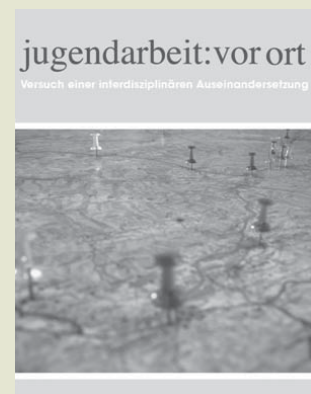 jugendarbeit:vor ort
Versuch einer interdisziplinären Auseinandersetzung